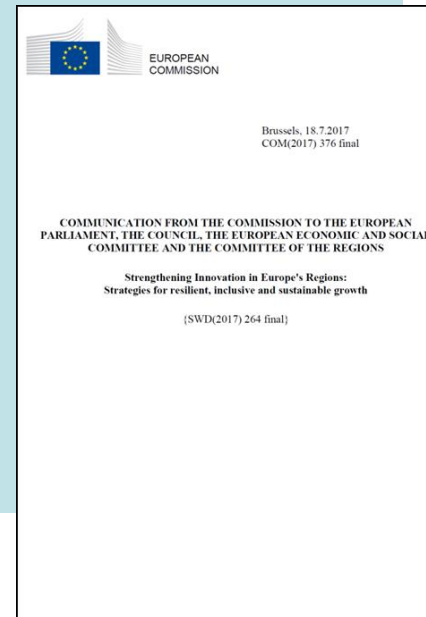 EUROPEAN
COMMISSION
Brussels, 18.7.2017
COM(2017) 376 final
COMMUNICATION FROM THE COMMISSION TO THE EUROPEAN
PARLIAMENT, THE COUNCIL, THE EUROPEAN ECONOMIC AND SOCIAL
COMMITTEE AND THE COMMITTEE OF THE REGIONS
Strengthening Innovation in Europe's Regions:
Strategies for resilient, inclusive and sustainable growth
{SWD(2017) 264 final}